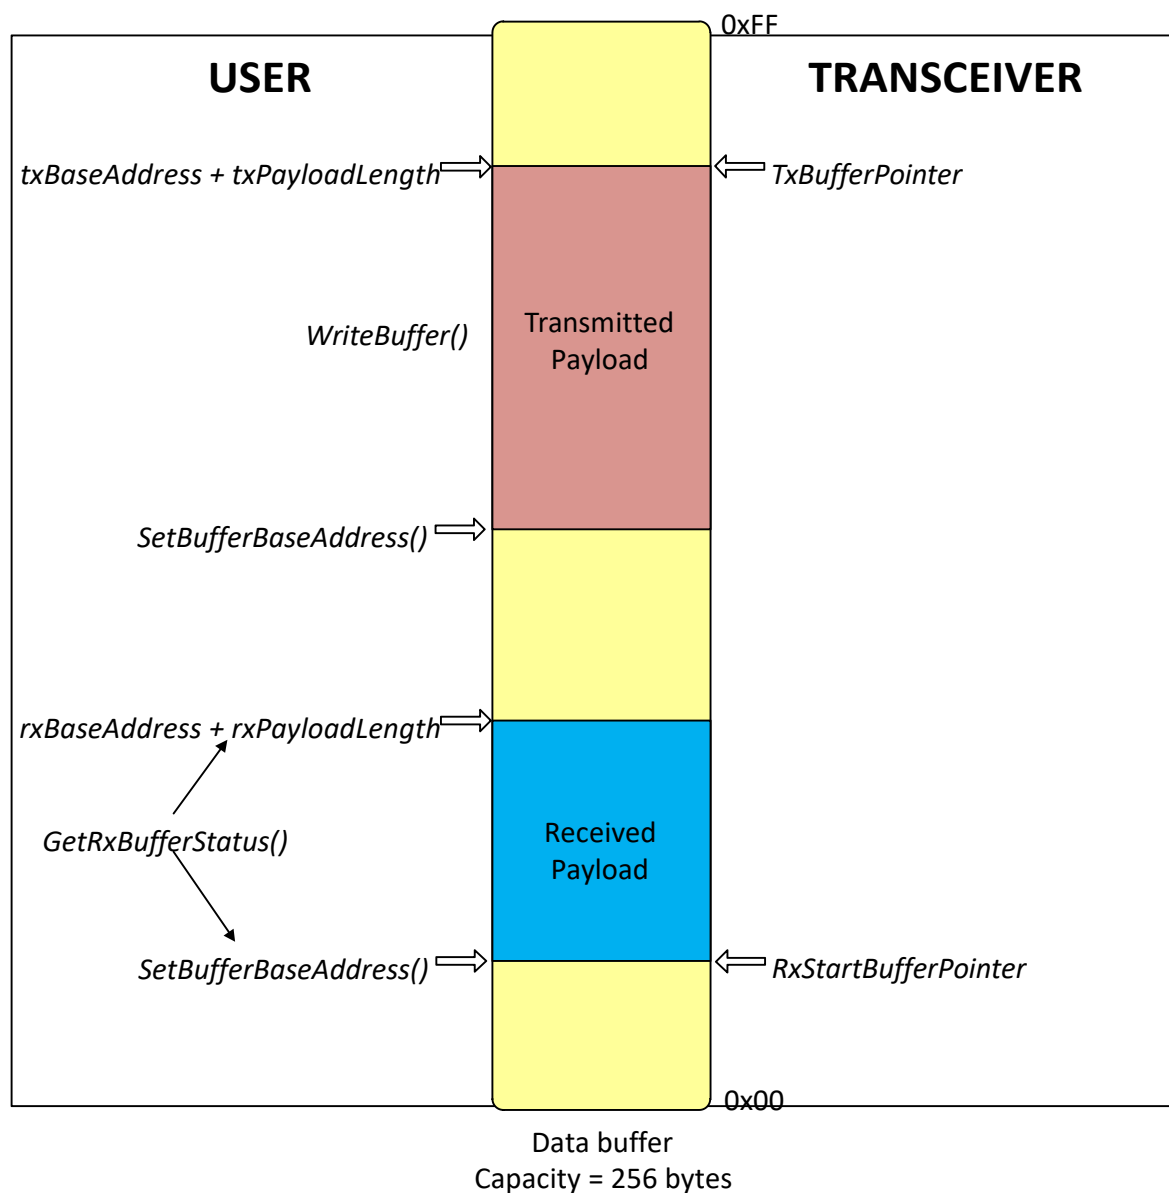 0xFF
USER
TRANSCEIVER
txBaseAddress + txPayloadLength
TxBufferPointer
Transmitted
Payload
WriteBuffer()
SetBufferBaseAddress()
rxBaseAddress + rxPayloadLength
GetRxBufferStatus()
Received
Payload
SetBufferBaseAddress()
RxStartBufferPointer
0x00
Data buffer
Capacity = 256 bytes